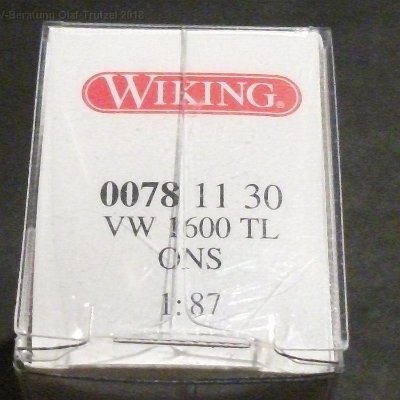 V-Beratung Olaf Trutzel 2018
WIKING®
0078 11 30
VW 1600 TL
ONS
1:87